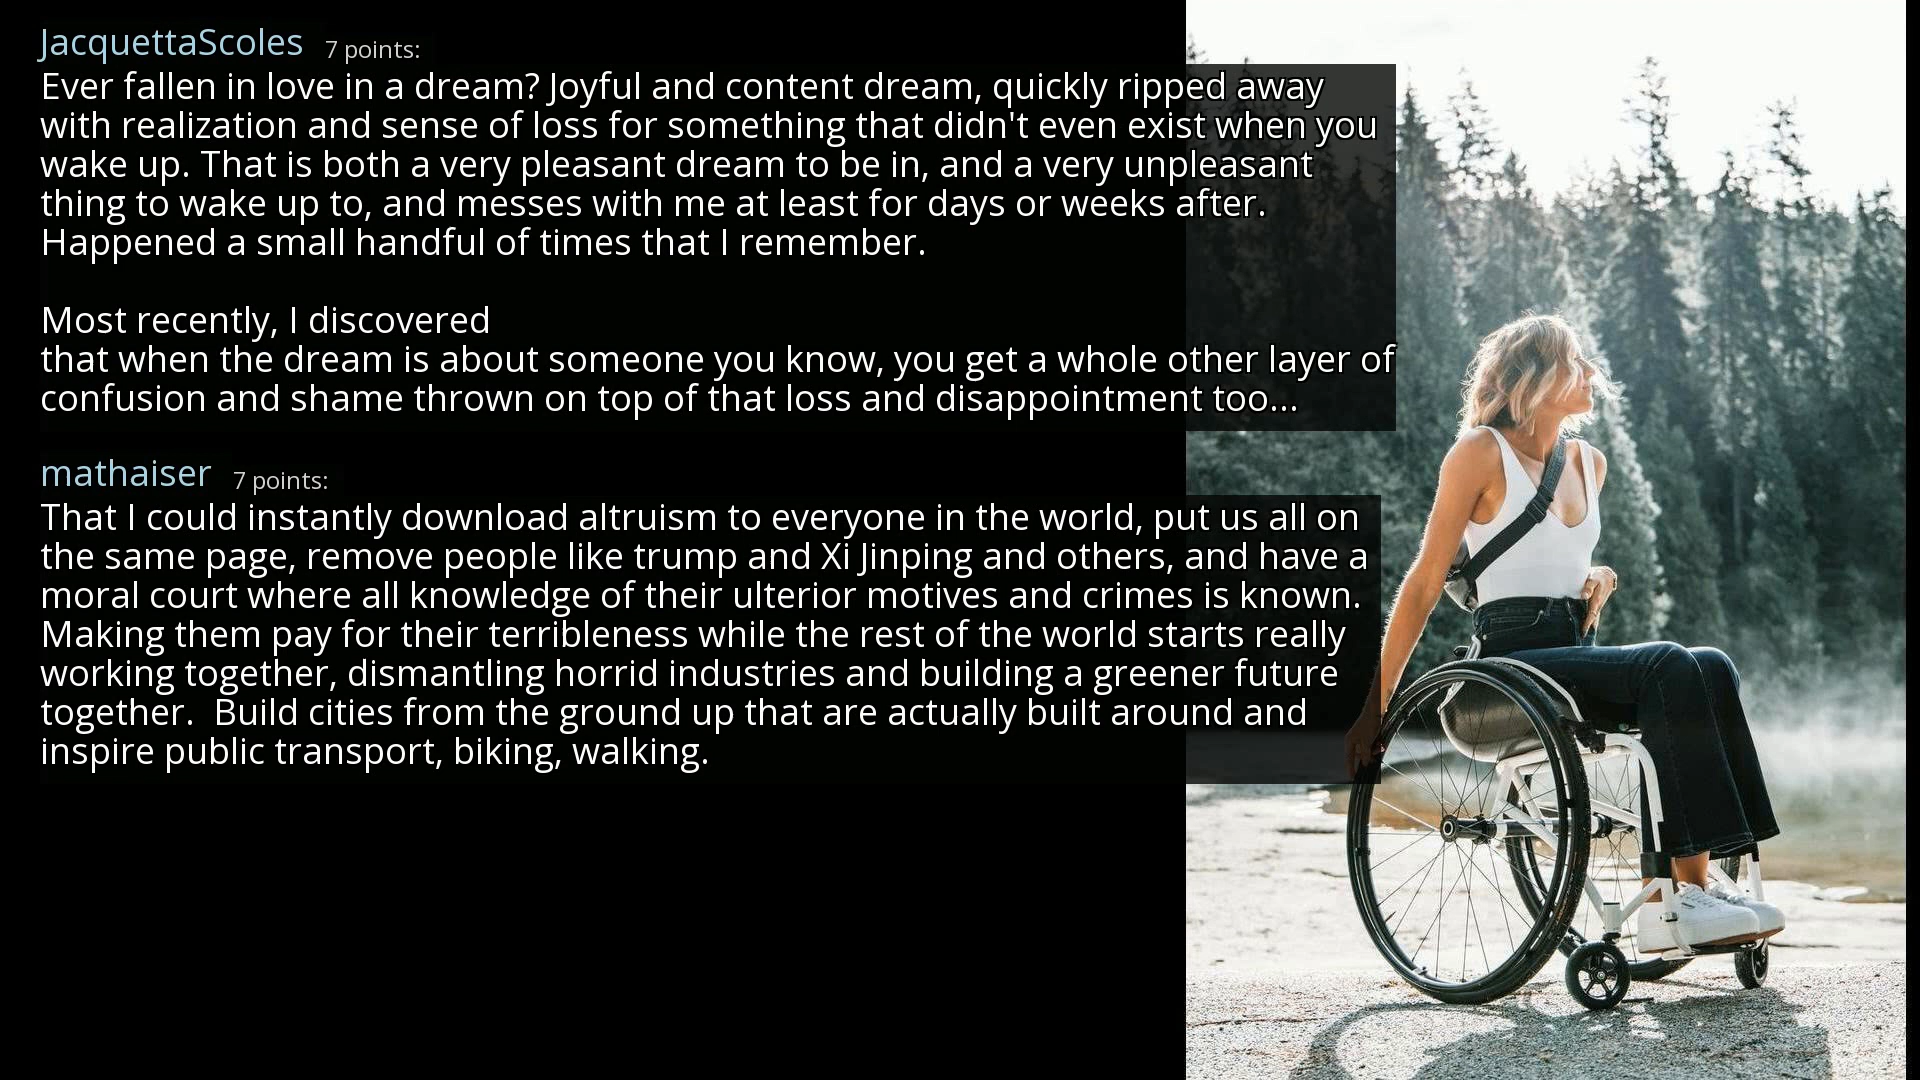 JacquettaScoles 7 points:
Ever fallen in love in a dream? Joyful and content dream, quickly ripped away
with realization and sense of loss for something that didn't even exist when you
wake up. That is both a very pleasant dream to be in, and a very unpleasant
thing to wake up to, and messes with me at least for days or weeks after.
Happened a small handful of times that I remember.
Most recently, I discovered
that when the dream is about someone you know, you get a whole other layer of
confusion and shame thrown on top of that loss and disappointment too...
mathaiser 7 points:
That I could instantly download altruism to everyone in the world, put us all on
the same page, remove people like trump and Xi Jinping and others, and have a
moral court where all knowledge of their ulterior motives and crimes is known.
Making them pay for their terribleness while the rest of the world starts really
working together, dismantling horrid industries and building a greener future
together.  Build cities from the ground up that are actually built around and
inspire public transport, biking, walking.